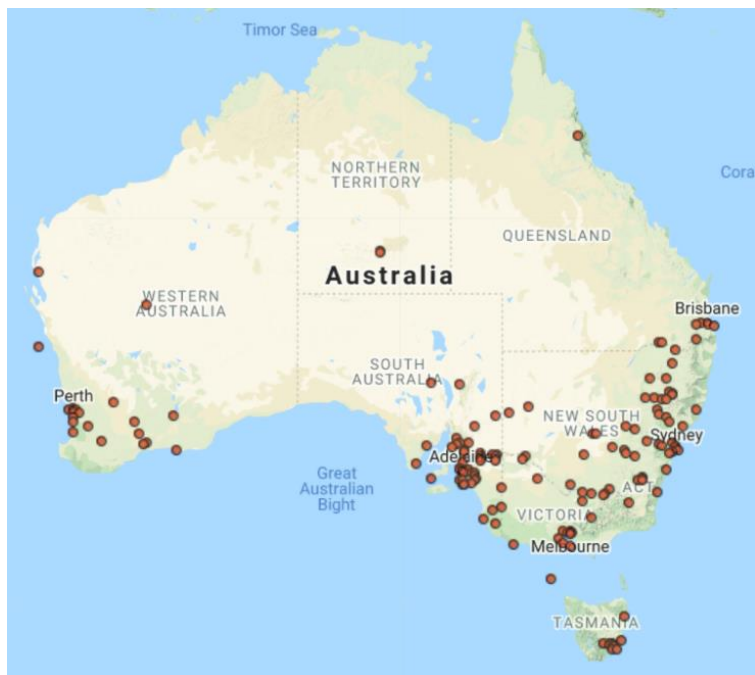 Timor Sea
NORTHERN
TERRITORY
Cora
QUEENSLAND
Australia
WESTERN
AUSTRALIA
Brisbane
SOUTH
AUSTRALIA
Perth
NEW SOUTH
WALES
Sydney
Adelaide
Great
Australian
Bight
ACT
VICTORIA
Melbourne
TASMANIA